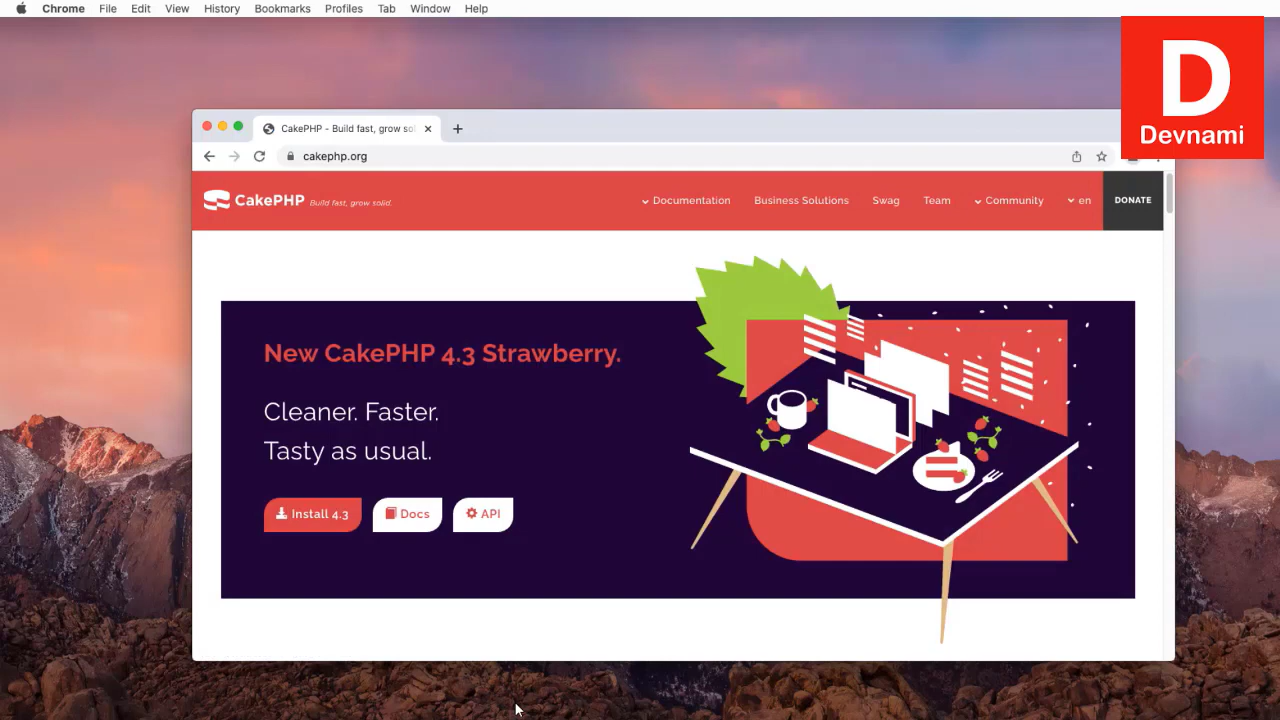 Chrome File Edit View History Bookmarks Profiles Tab Window Help
D
Devnami
CakePHP - Build fast, grow sol
cakephp.org
CakePHP Build fast, grow solid.
Documentation Business Solutions Swag Team Community en DONATE
New CakePHP 4.3 Strawberry.
Cleaner. Faster.
Tasty as usual.
Install 4.3 Docs API